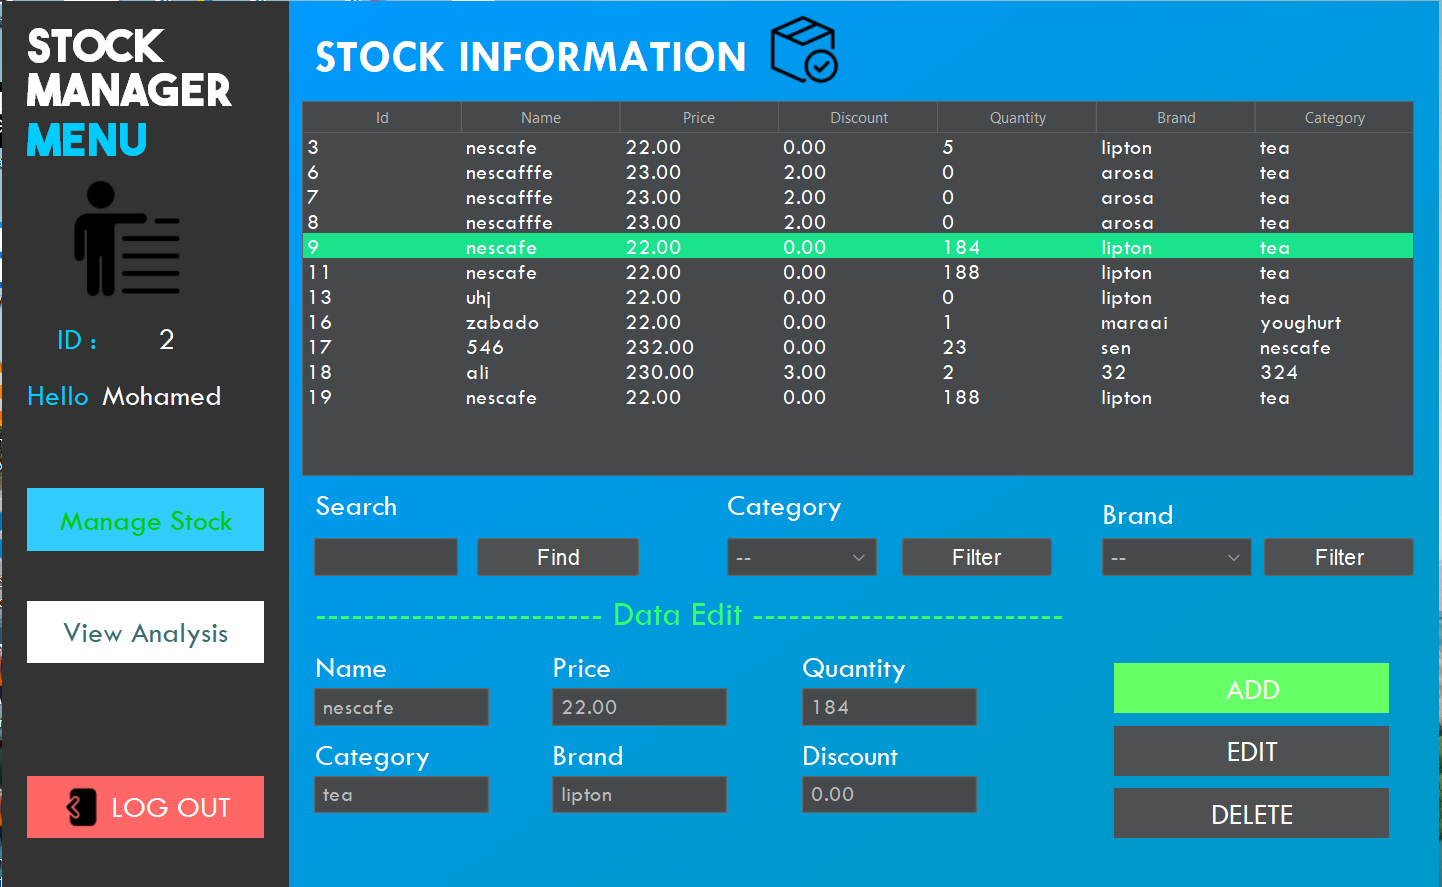 STOCK
MANAGER
MENU
ID : 2
Hello Mohamed
Manage Stock
View Analysis
LOG OUT
STOCK INFORMATION
Id Name Price Discount Quantity Brand Category
3 nescafe 22.00 0.00 5 lipton tea
6 nescafffe 23.00 2.00 0 arosa tea
7 nescafffe 23.00 2.00 0 arosa tea
8 nescafffe 23.00 2.00 0 arosa tea
9 nescafe 22.00 0.00 184 lipton tea
11 nescafe 22.00 0.00 188 lipton tea
13 uhj 22.00 0.00 0 lipton tea
16 zabado 22.00 0.00 1 maraai youghurt
17 546 232.00 0.00 23 sen nescafe
18 ali 230.00 3.00 2 32 324
19 nescafe 22.00 0.00 188 lipton tea
Search Category Brand
Find -- Filter -- Filter
---------------------- Data Edit ------------------------
Name Price Quantity
nescafe 22.00 184
Category Brand Discount
tea lipton 0.00
ADD
EDIT
DELETE